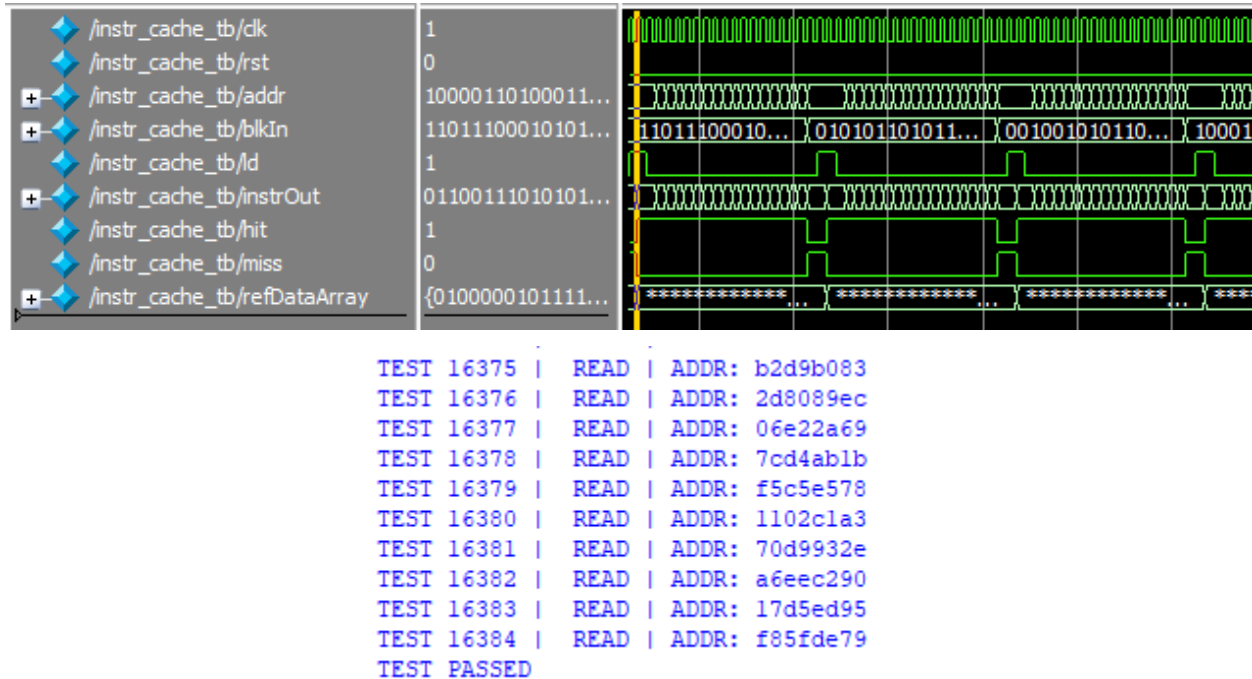 /instr_cache_tb/clk 1
/instr_cache_tb/rst 0
/instr_cache_tb/addr 10000110100011...
/instr_cache_tb/blkIn 11011100010101... 11011100010... 010101101011... 001001010110... 10001
/instr_cache_tb/ld 1
/instr_cache_tb/instrOut 01100111010101...
/instr_cache_tb/hit 1
/instr_cache_tb/miss 0
/instr_cache_tb/refDataArray {0100000101111... ************... ************... ************... ****
TEST 16375 | READ | ADDR: b2d9b083
TEST 16376 | READ | ADDR: 2d8089ec
TEST 16377 | READ | ADDR: 06e22a69
TEST 16378 | READ | ADDR: 7cd4ab1b
TEST 16379 | READ | ADDR: f5c5e578
TEST 16380 | READ | ADDR: 1102c1a3
TEST 16381 | READ | ADDR: 70d9932e
TEST 16382 | READ | ADDR: a6eec290
TEST 16383 | READ | ADDR: 17d5ed95
TEST 16384 | READ | ADDR: f85fde79
TEST PASSED